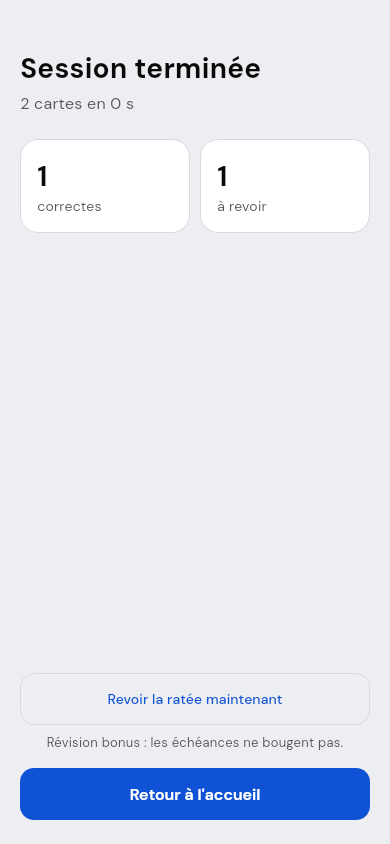 Session terminée
2 cartes en 0 s
1
correctes
1
à revoir
Revoir la ratée maintenant
Révision bonus : les échéances ne bougent pas.
Retour à l'accueil